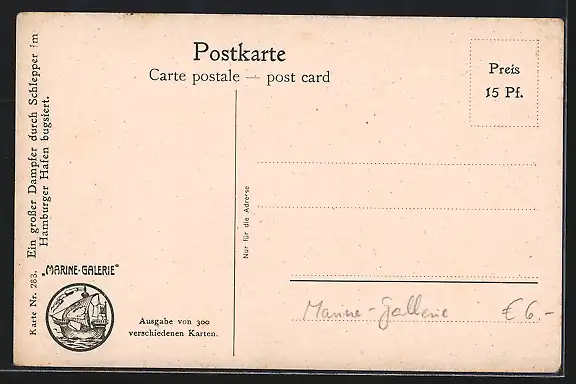 Postkarte
Carte postale — post card
Preis
15 Pf.
Karte Nr. 283. Ein großer Dampfer durch Schlepper im
Hamburger Hafen bugsiert.
Nur für die Adresse
„MARINE-GALERIE“
Ausgabe von 300
verschiedenen Karten.
Marine-Gallerie €6,-